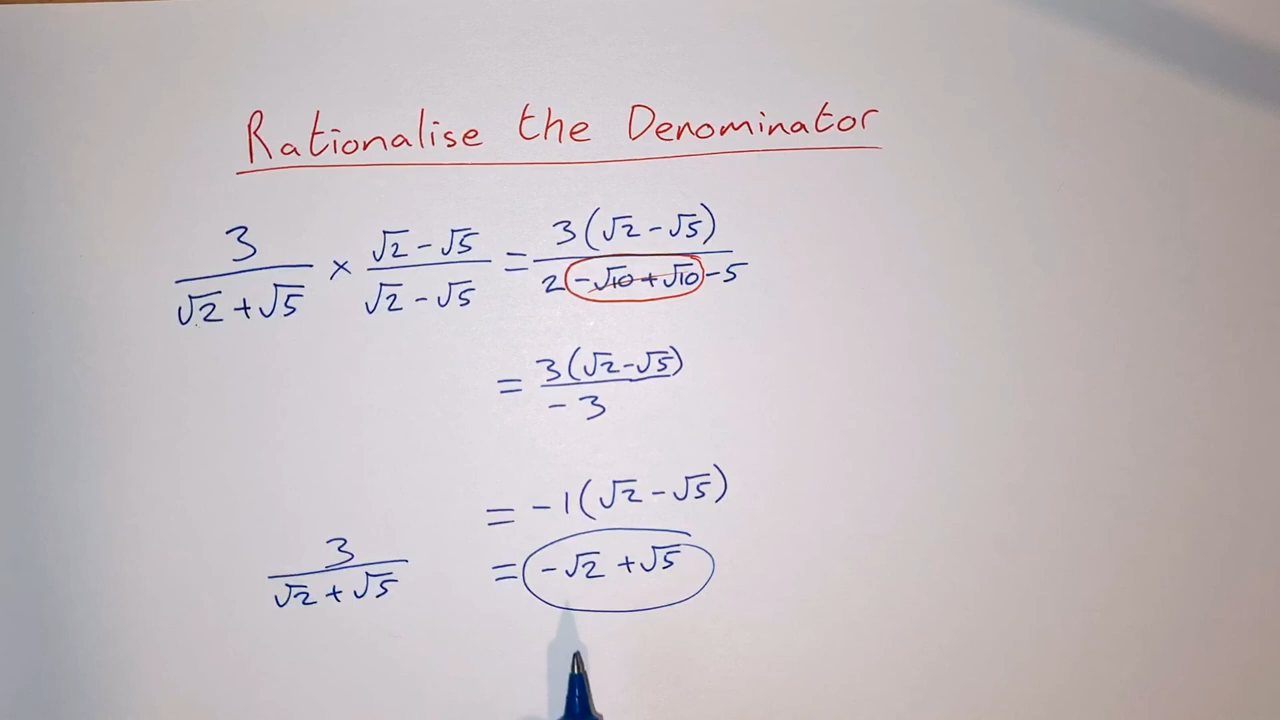 Rationalise the Denominator
3/(√2 + √5) × (√2 - √5)/(√2 - √5) = 3(√2 - √5)/(2 - √10 + √10 - 5)
= 3(√2 - √5)/-3
= -1(√2 - √5)
3/(√2 + √5) = -√2 + √5